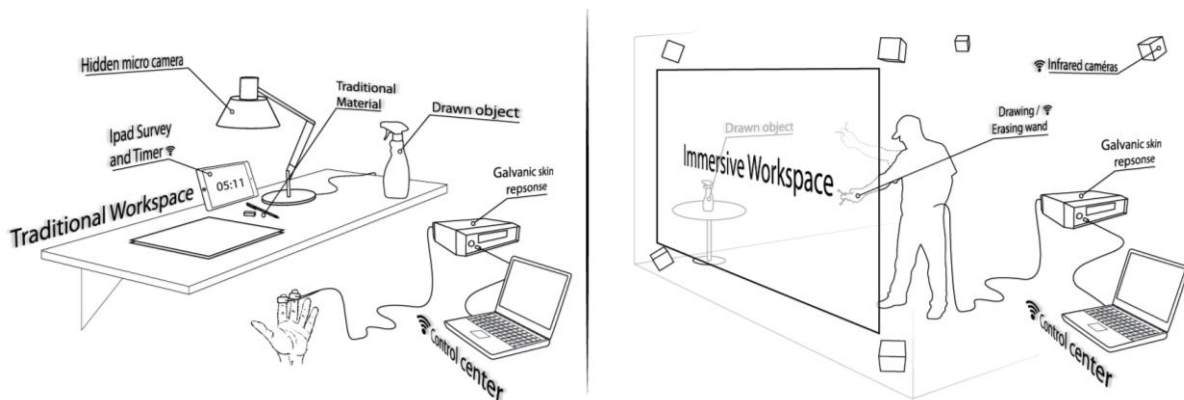 Hidden micro camera
Traditional
Material
Drawn object
Ipad Survey
and Timer
05:11
Traditional Workspace
Galvanic skin
repsonse
Control center
Infrared caméras
Drawn object
Immersive Workspace
Drawing /
Erasing wand
Galvanic skin
repsonse
Control center